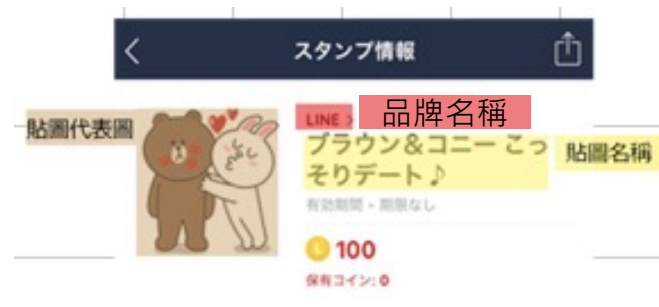 スタンプ情報
LINE >
品牌名稱
貼圖代表圖
ブラウン&コニー こっ
そりデート♪
貼圖名稱
有効期間 - 期限なし
100
保有コイン: 0